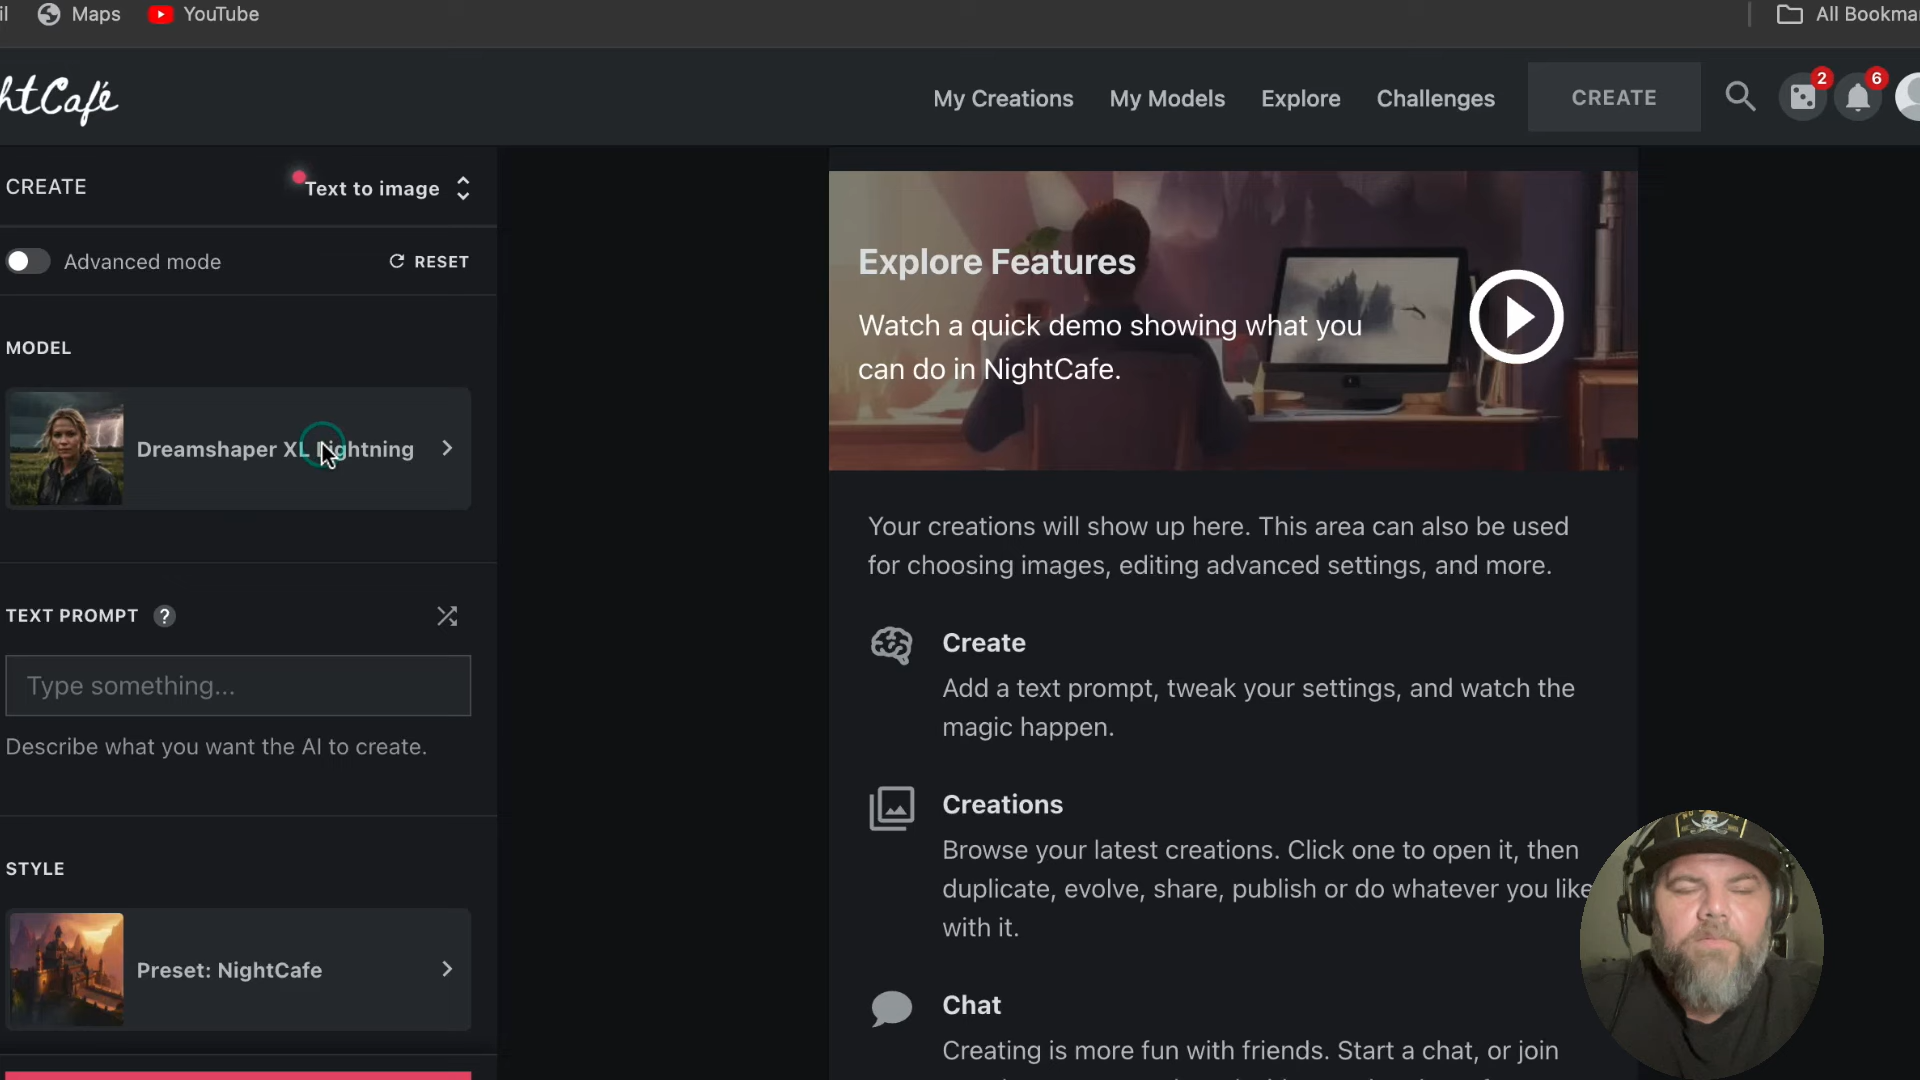 Maps
YouTube
All Bookma
htCafé
My Creations
My Models
Explore
Challenges
CREATE
2
6
CREATE
Text to image
Advanced mode
RESET
MODEL
Dreamshaper XL Lightning
TEXT PROMPT ?
Type something...
Describe what you want the AI to create.
STYLE
Preset: NightCafe
Explore Features
Watch a quick demo showing what you
can do in NightCafe.
Your creations will show up here. This area can also be used
for choosing images, editing advanced settings, and more.
Create
Add a text prompt, tweak your settings, and watch the
magic happen.
Creations
Browse your latest creations. Click one to open it, then
duplicate, evolve, share, publish or do whatever you like
with it.
Chat
Creating is more fun with friends. Start a chat, or join